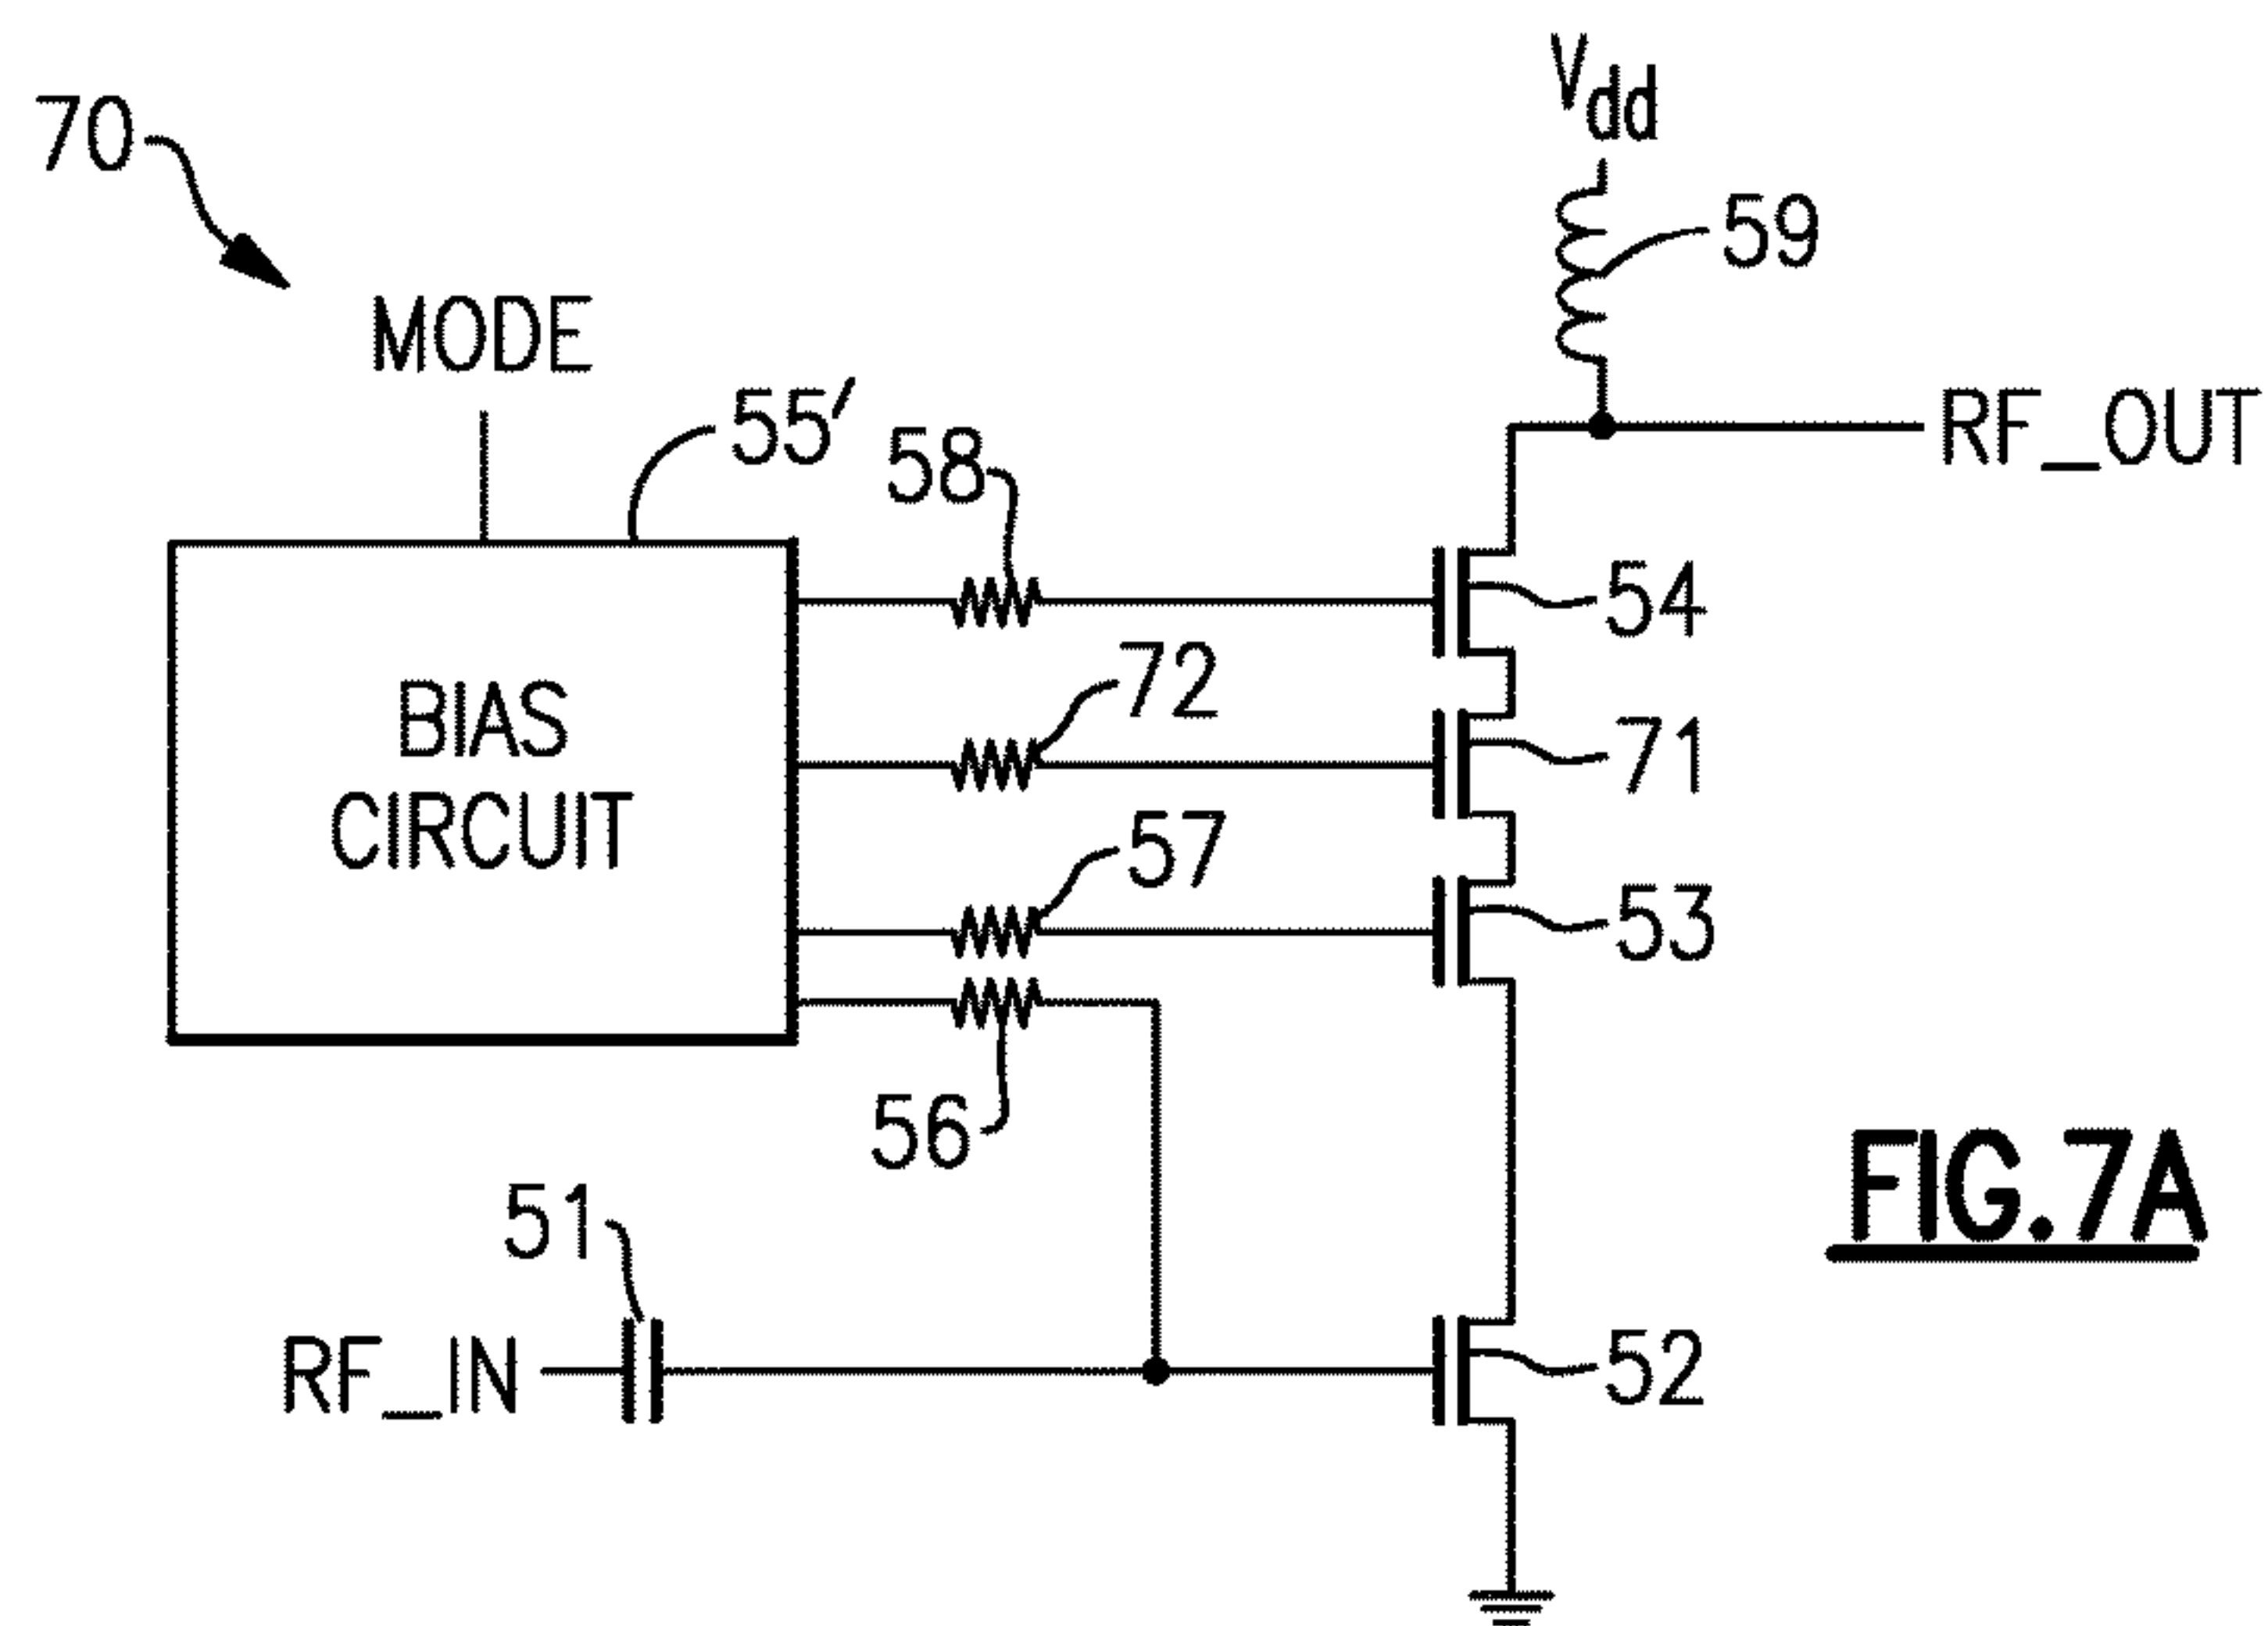 Vdd
70
59
MODE
55'
58
RF_OUT
54
72
BIAS
CIRCUIT
71
57
53
56
51
FIG.7A
RF_IN
52